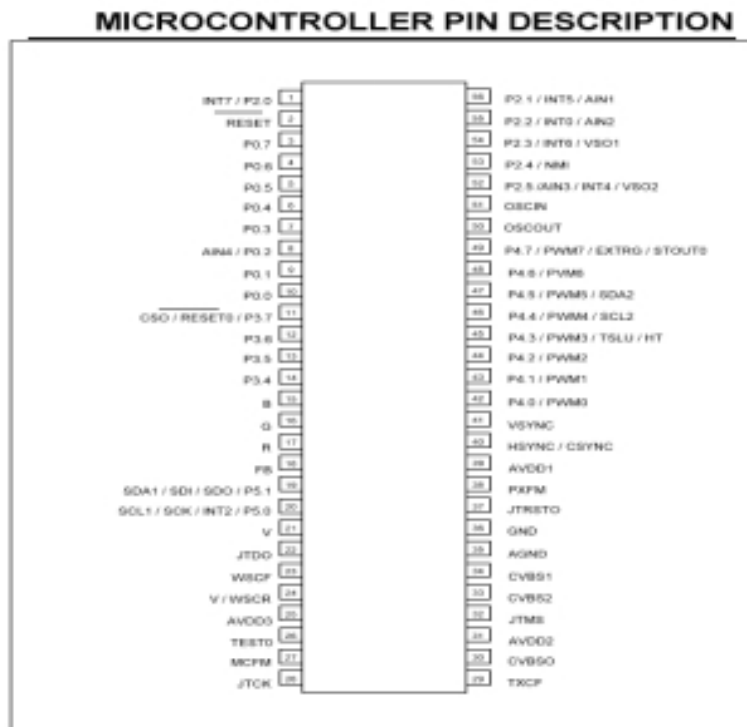 MICROCONTROLLER PIN DESCRIPTION
INT7 / P2.0 1
RESET 2
P0.7 3
P0.6 4
P0.5 5
P0.4 6
P0.3 7
AIN4 / P0.2 8
P0.1 9
P0.0 10
CSO / RESET0 / P3.7 11
P3.6 12
P3.5 13
P3.4 14
B 15
G 16
R 17
FB 18
SDA1 / SDI / SDO / P5.1 19
SCL1 / SCK / INT2 / P5.0 20
V 21
JTDO 22
WSCF 23
V / WSCR 24
AVDD3 25
TEST0 26
MCFM 27
JTCK 28
56 P2.1 / INT5 / AIN1
55 P2.2 / INT0 / AIN2
54 P2.3 / INT6 / VSO1
53 P2.4 / NMI
52 P2.5 /AIN3 / INT4 / VSO2
51 OSCIN
50 OSCOUT
49 P4.7 / PWM7 / EXTRG / STOUT0
48 P4.6 / PVM6
47 P4.5 / PWM5 / SDA2
46 P4.4 / PWM4 / SCL2
45 P4.3 / PWM3 / TSLU / HT
44 P4.2 / PWM2
43 P4.1 / PWM1
42 P4.0 / PWM0
41 VSYNC
40 HSYNC / CSYNC
39 AVDD1
38 PXFM
37 JTRSTO
36 GND
35 AGND
34 CVBS1
33 CVBS2
32 JTMS
31 AVDD2
30 CVBSO
29 TXCF